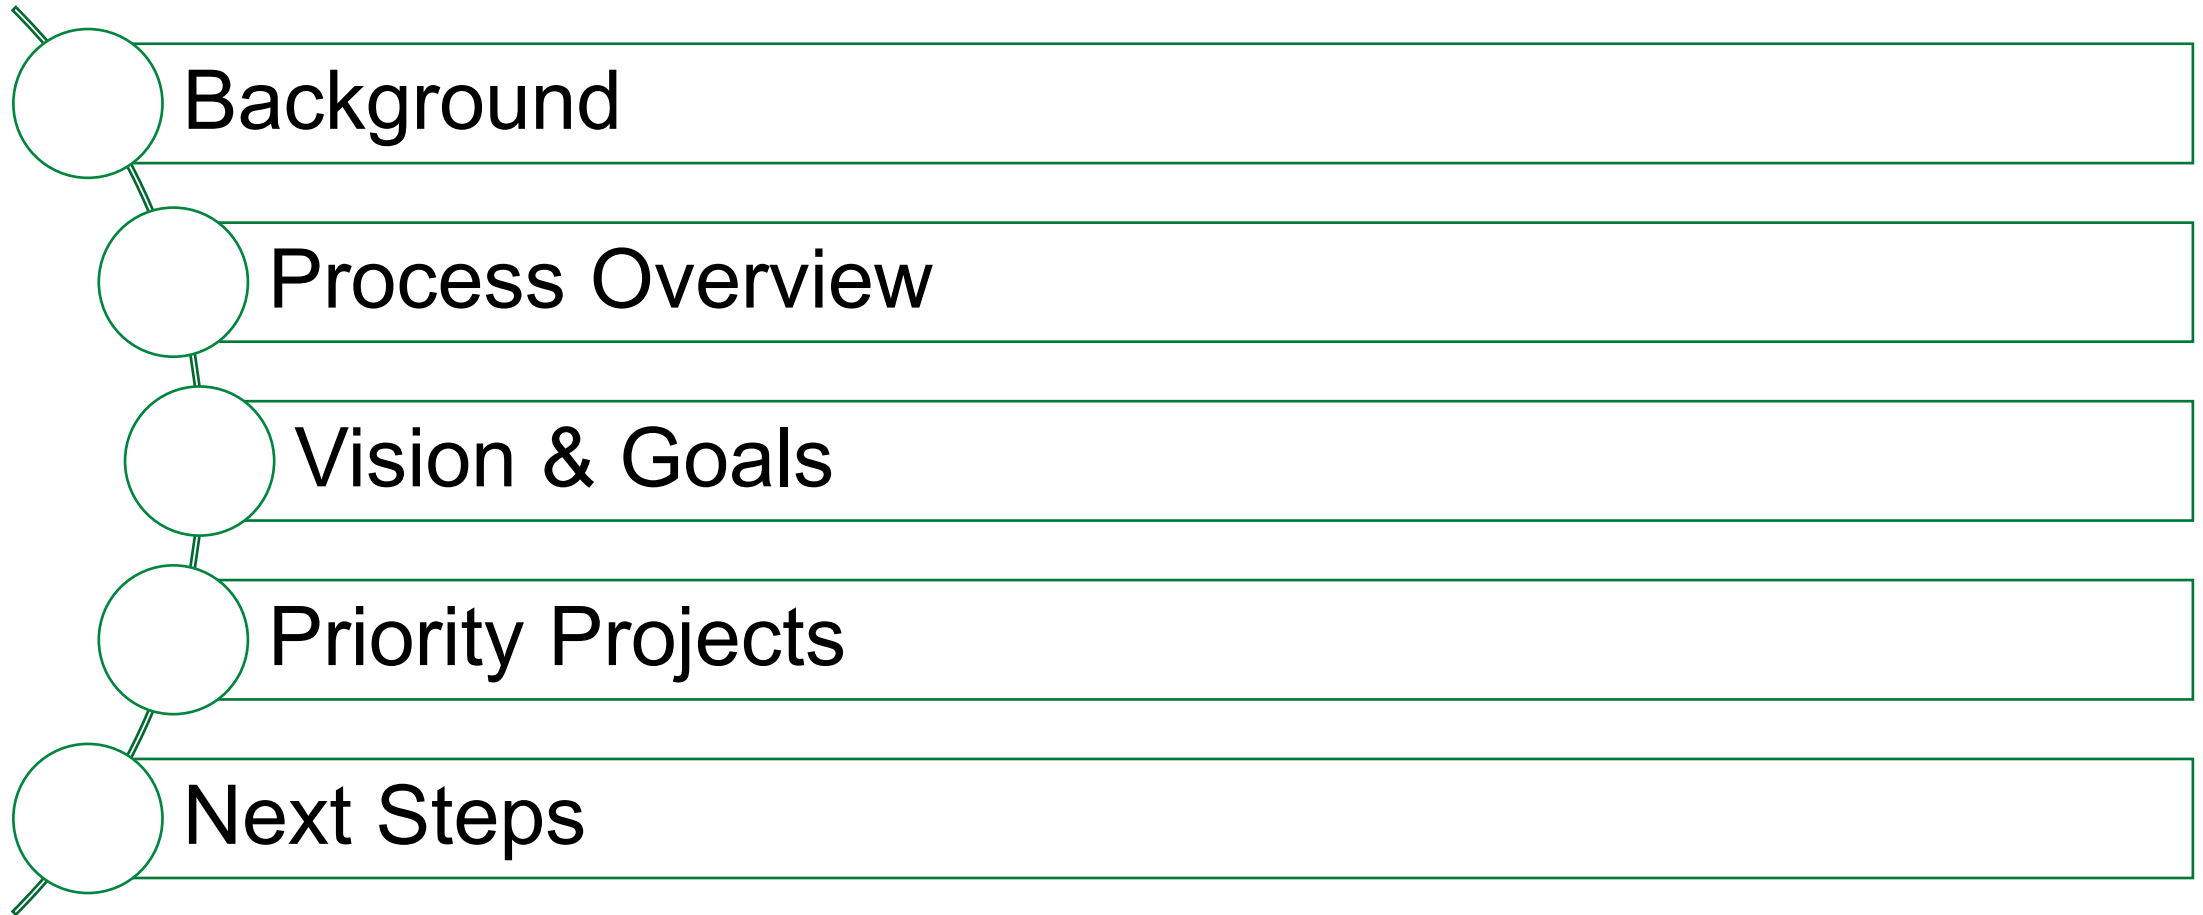 Background
Process Overview
Vision & Goals
Priority Projects
Next Steps